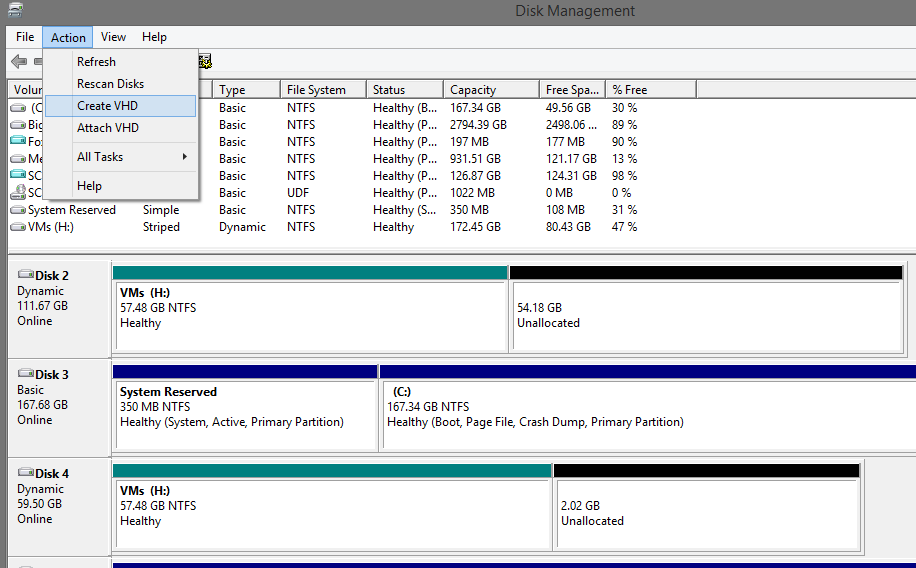 Disk Management
File Action View Help
Refresh
Rescan Disks
Create VHD
Attach VHD
All Tasks
Help
Volu Type File System Status Capacity Free Spa... % Free
(C Basic NTFS Healthy (B... 167.34 GB 49.56 GB 30 %
Big Basic NTFS Healthy (P... 2794.39 GB 2498.06 ... 89 %
Fox Basic NTFS Healthy (P... 197 MB 177 MB 90 %
Me Basic NTFS Healthy (P... 931.51 GB 121.17 GB 13 %
SC Basic NTFS Healthy (P... 126.87 GB 124.31 GB 98 %
SC Basic UDF Healthy (P... 1022 MB 0 MB 0 %
System Reserved Simple Basic NTFS Healthy (S... 350 MB 108 MB 31 %
VMs (H:) Striped Dynamic NTFS Healthy 172.45 GB 80.43 GB 47 %
Disk 2
Dynamic
111.67 GB
Online
VMs (H:)
57.48 GB NTFS
Healthy
54.18 GB
Unallocated
Disk 3
Basic
167.68 GB
Online
System Reserved
350 MB NTFS
Healthy (System, Active, Primary Partition)
(C:)
167.34 GB NTFS
Healthy (Boot, Page File, Crash Dump, Primary Partition)
Disk 4
Dynamic
59.50 GB
Online
VMs (H:)
57.48 GB NTFS
Healthy
2.02 GB
Unallocated